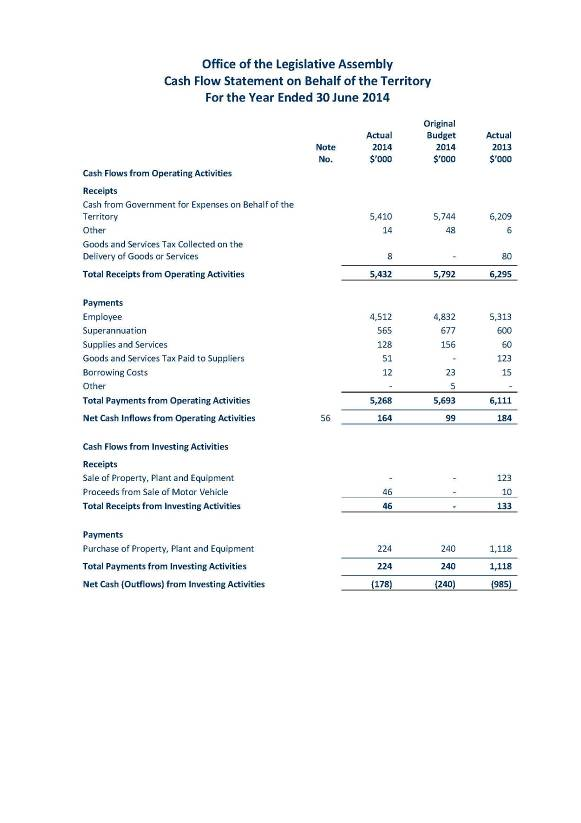 Office of the Legislative Assembly
Cash Flow Statement on Behalf of the Territory
For the Year Ended 30 June 2014
Original
Actual Budget Actual
Note 2014 2014 2013
No. $'000 $'000 $'000
Cash Flows from Operating Activities
Receipts
Cash from Government for Expenses on Behalf of the
Territory 5,410 5,744 6,209
Other 14 48 6
Goods and Services Tax Collected on the
Delivery of Goods or Services 8 - 80
Total Receipts from Operating Activities 5,432 5,792 6,295
Payments
Employee 4,512 4,832 5,313
Superannuation 565 677 600
Supplies and Services 128 156 60
Goods and Services Tax Paid to Suppliers 51 - 123
Borrowing Costs 12 23 15
Other - 5 -
Total Payments from Operating Activities 5,268 5,693 6,111
Net Cash Inflows from Operating Activities 56 164 99 184
Cash Flows from Investing Activities
Receipts
Sale of Property, Plant and Equipment - - 123
Proceeds from Sale of Motor Vehicle 46 - 10
Total Receipts from Investing Activities 46 - 133
Payments
Purchase of Property, Plant and Equipment 224 240 1,118
Total Payments from Investing Activities 224 240 1,118
Net Cash (Outflows) from Investing Activities (178) (240) (985)